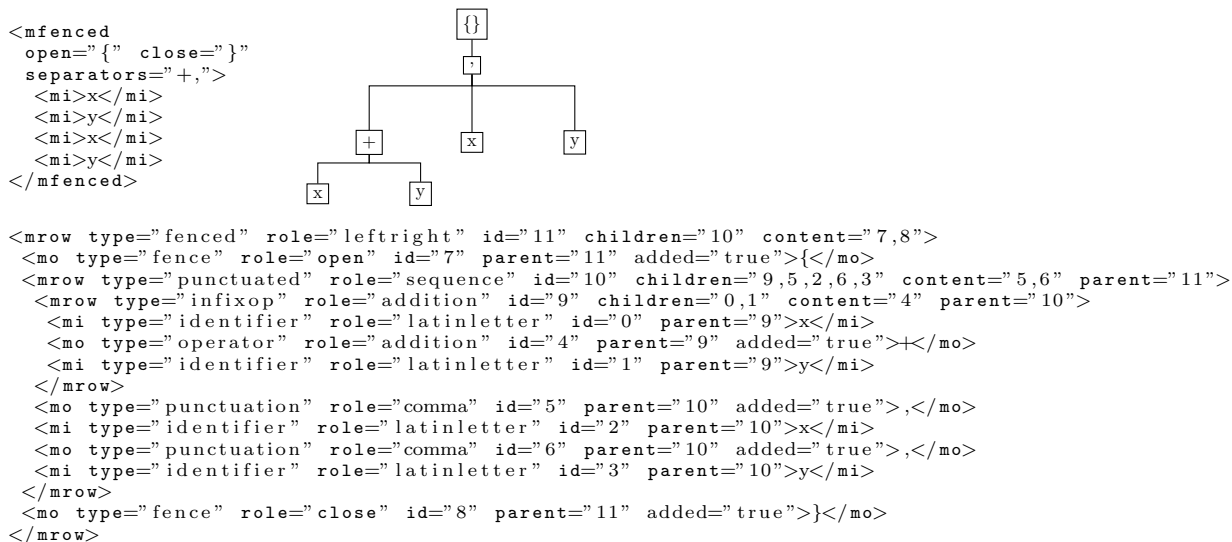 <mfenced
open="{" close="}"
separators="+,">
<mi>x</mi>
<mi>y</mi>
<mi>x</mi>
<mi>y</mi>
</mfenced>
{}
,
+
x
y
x
y
<mrow type="fenced" role="leftright" id="11" children="10" content="7,8">
<mo type="fence" role="open" id="7" parent="11" added="true">{</mo>
<mrow type="punctuated" role="sequence" id="10" children="9,5,2,6,3" content="5,6" parent="11">
<mrow type="infixop" role="addition" id="9" children="0,1" content="4" parent="10">
<mi type="identifier" role="latinletter" id="0" parent="9">x</mi>
<mo type="operator" role="addition" id="4" parent="9" added="true">+</mo>
<mi type="identifier" role="latinletter" id="1" parent="9">y</mi>
</mrow>
<mo type="punctuation" role="comma" id="5" parent="10" added="true">,</mo>
<mi type="identifier" role="latinletter" id="2" parent="10">x</mi>
<mo type="punctuation" role="comma" id="6" parent="10" added="true">,</mo>
<mi type="identifier" role="latinletter" id="3" parent="10">y</mi>
</mrow>
<mo type="fence" role="close" id="8" parent="11" added="true">}</mo>
</mrow>